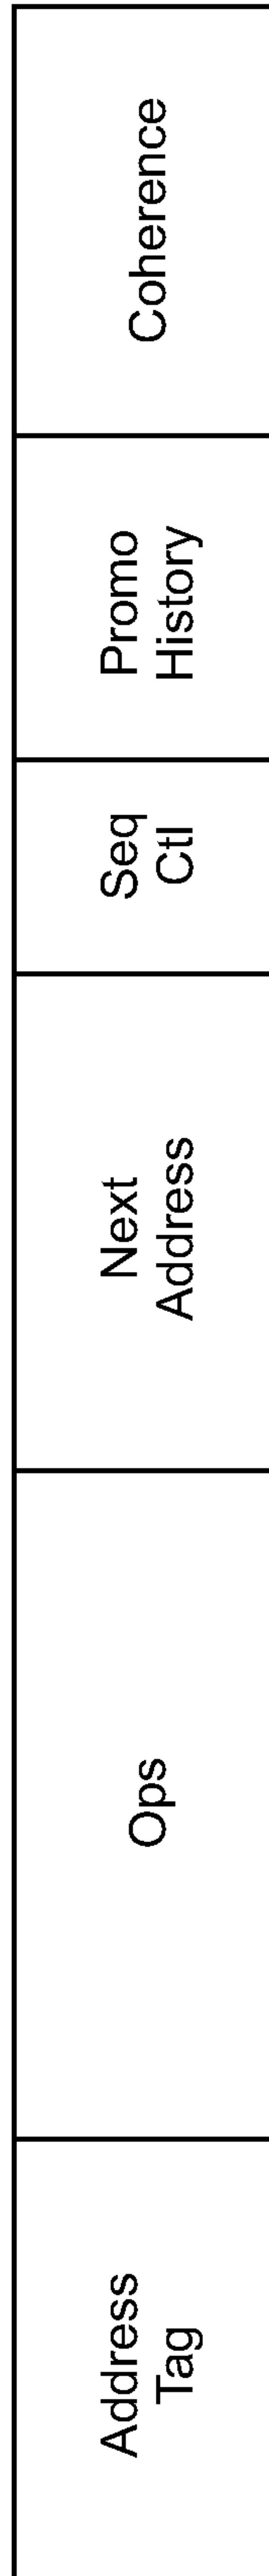 Address
Tag
Ops
Next
Address
Seq
Ctl
Promo
History
Coherence